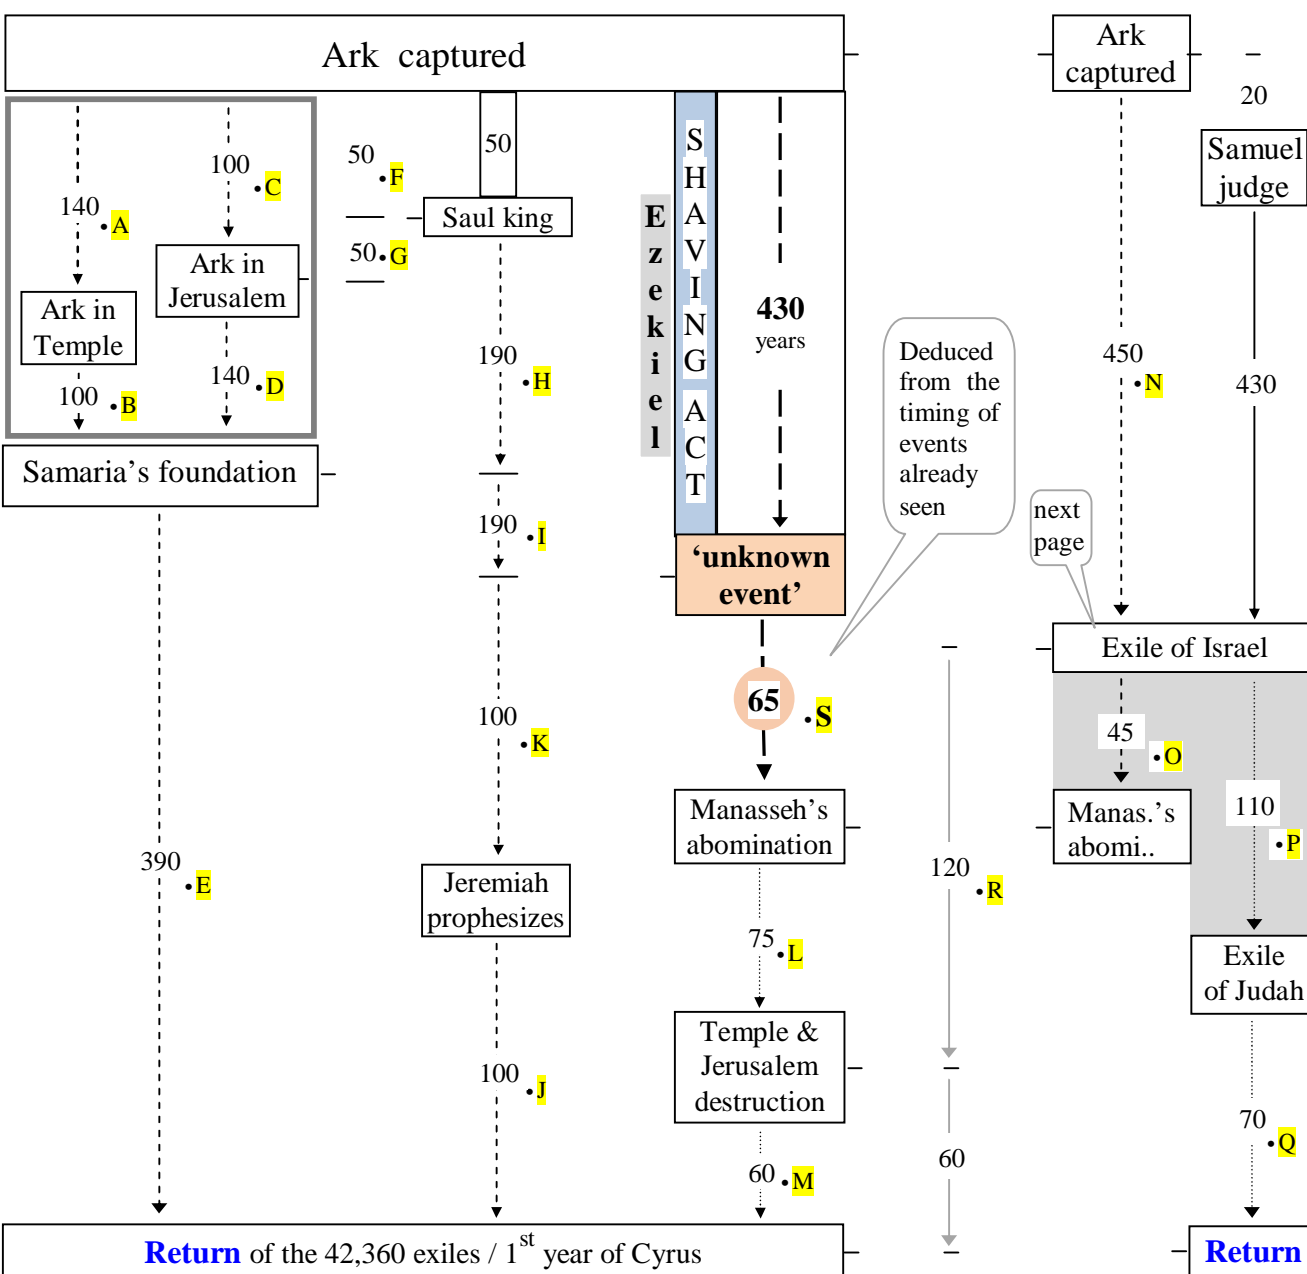 Ark captured
Ark
captured
20
Samuel
judge
140
• A
100
• C
50
• F
50
Saul king
50
• G
Ark in
Jerusalem
Ark in
Temple
100
• B
140
• D
Samaria’s foundation
390
• E
190
• H
190
• I
100
• K
Jeremiah
prophesizes
100
• J
E
z
e
k
i
e
l
S
H
A
V
I
N
G
A
C
T
430
years
‘unknown
event’
65
• S
Deduced
from the
timing of
events
already
seen
Manasseh’s
abomination
75
• L
Temple &
Jerusalem
destruction
60
• M
120
• R
60
450
• N
430
next
page
Exile of Israel
45
• O
Manas.’s
abomi..
110
• P
Exile
of Judah
70
• Q
Return of the 42,360 exiles / 1st year of Cyrus
Return